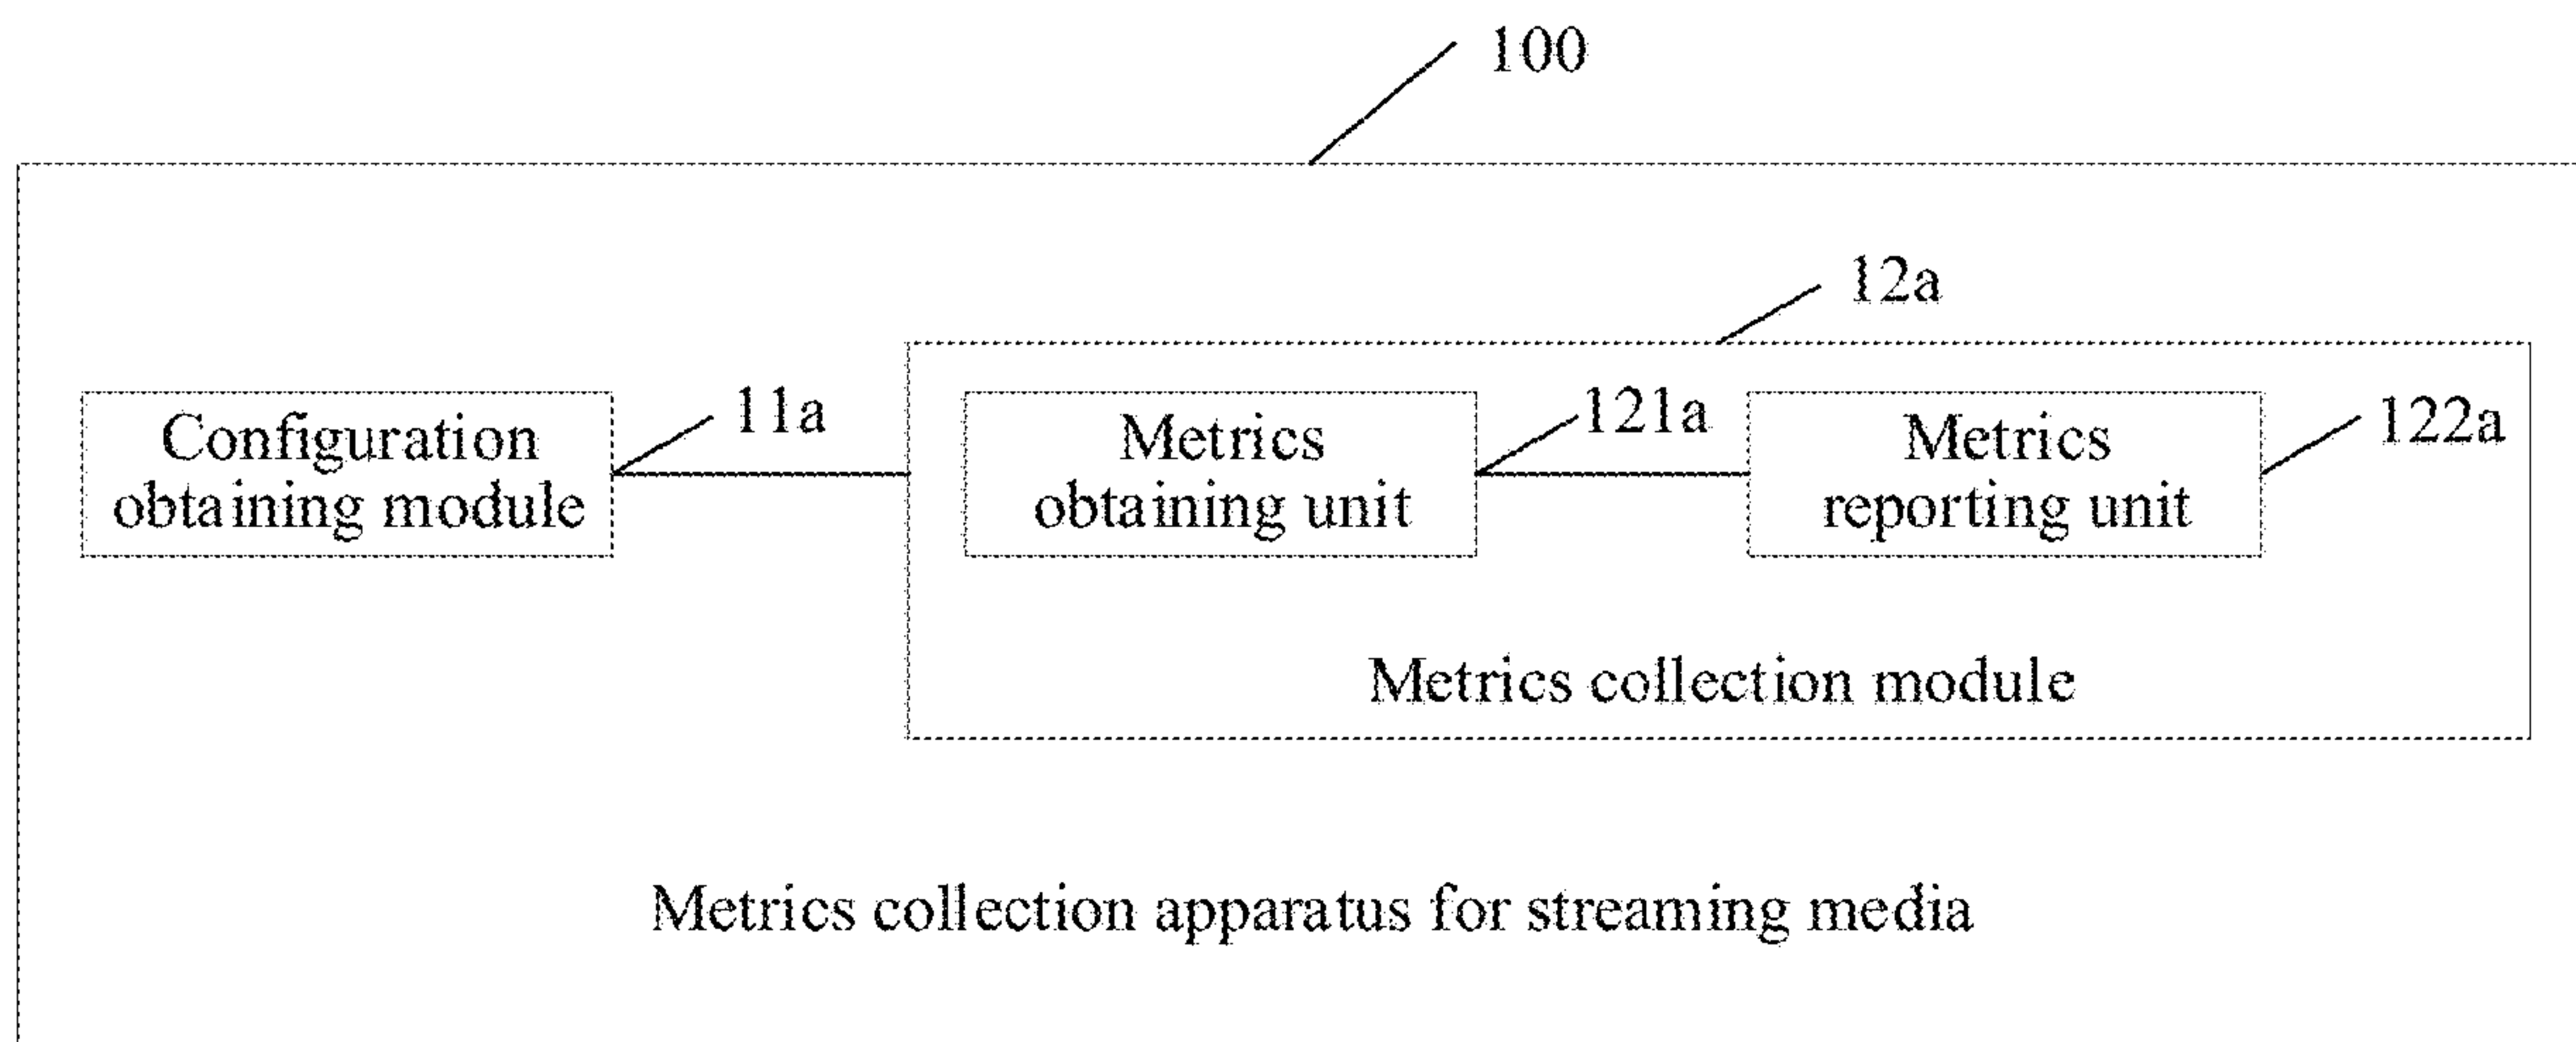 100
12a
Configuration
obtaining module
11a
Metrics
obtaining unit
121a
Metrics
reporting unit
122a
Metrics collection module
Metrics collection apparatus for streaming media